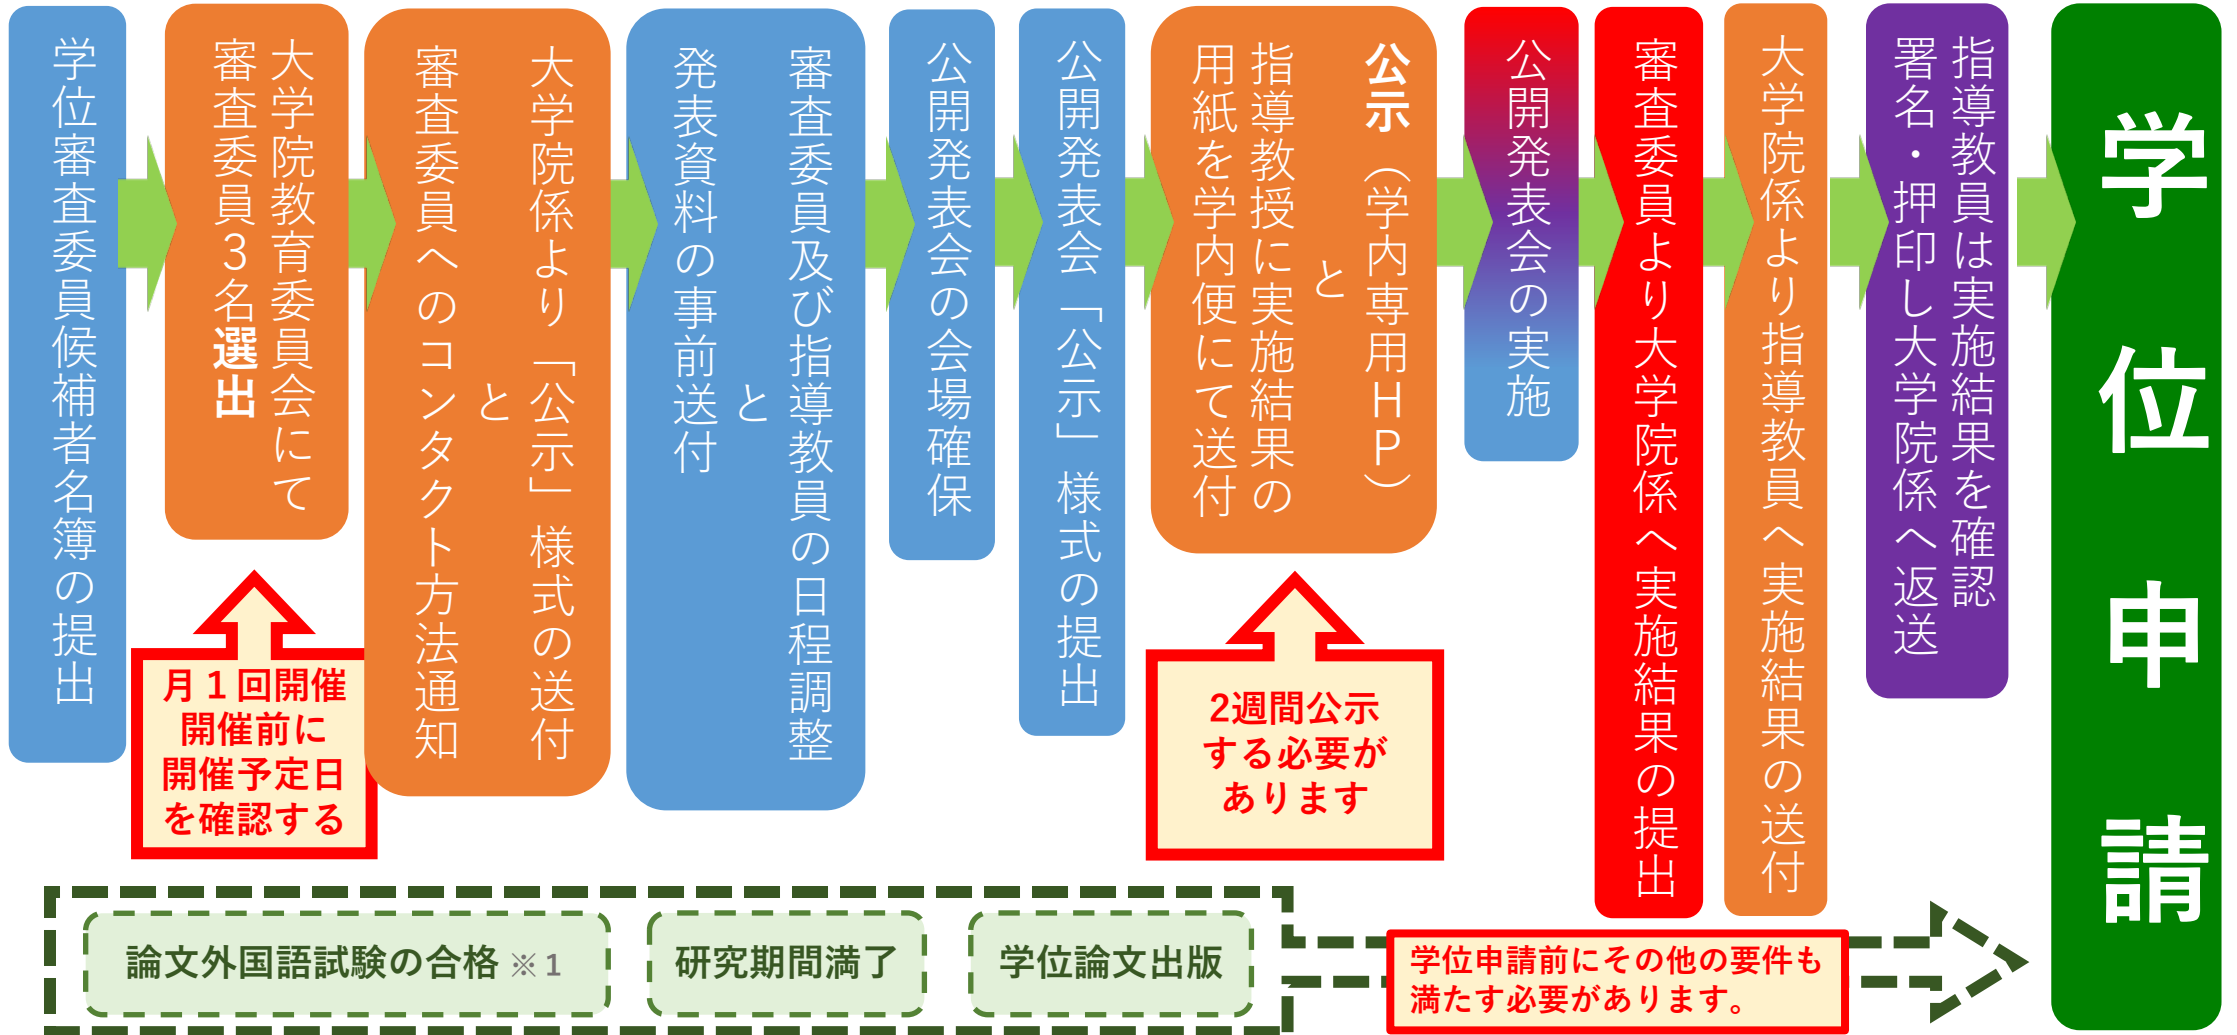 学位審査委員候補者名簿の提出
大学院教育委員会にて
審査委員３名選出
大学院係より「公示」様式の送付
と
審査委員へのコンタクト方法通知
審査委員及び指導教員の日程調整
と
発表資料の事前送付
公開発表会の会場確保
公開発表会「公示」様式の提出
公示（学内専用ＨＰ）
と
指導教授に実施結果の
用紙を学内便にて送付
公開発表会の実施
審査委員より大学院係へ実施結果の提出
大学院係より指導教員へ実施結果の送付
指導教員は実施結果を確認
署名・押印し大学院係へ返送
学位申請
月１回開催
開催前に
開催予定日
を確認する
2週間公示
する必要が
あります
論文外国語試験の合格 ※１
研究期間満了
学位論文出版
学位申請前にその他の要件も
満たす必要があります。